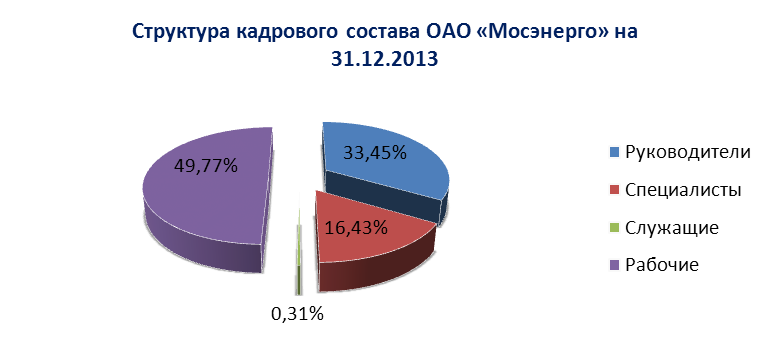 Структура кадрового состава ОАО «Мосэнерго» на
31.12.2013
49,77%
33,45%
16,43%
0,31%
Руководители
Специалисты
Служащие
Рабочие